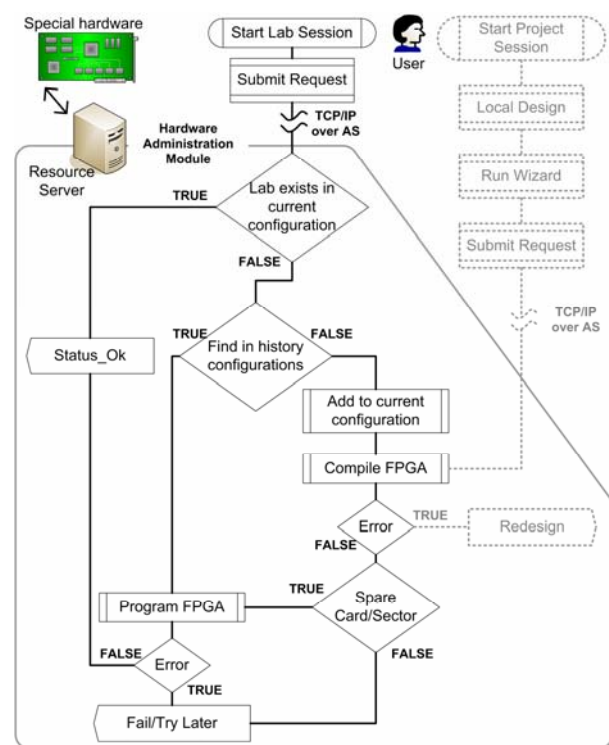 Special hardware
Start Lab Session
User
Start Project
Session
Submit Request
Local Design
TCP/IP
over AS
Hardware
Administration
Module
Resource
Server
Run Wizard
TRUE
Lab exists in
current
configuration
Submit Request
FALSE
TCP/IP
over AS
TRUE
FALSE
Status_Ok
Find in history
configurations
Add to current
configuration
Compile FPGA
Error
TRUE
Redesign
FALSE
Program FPGA
TRUE
Spare
Card/Sector
FALSE
Error
FALSE
TRUE
Fail/Try Later